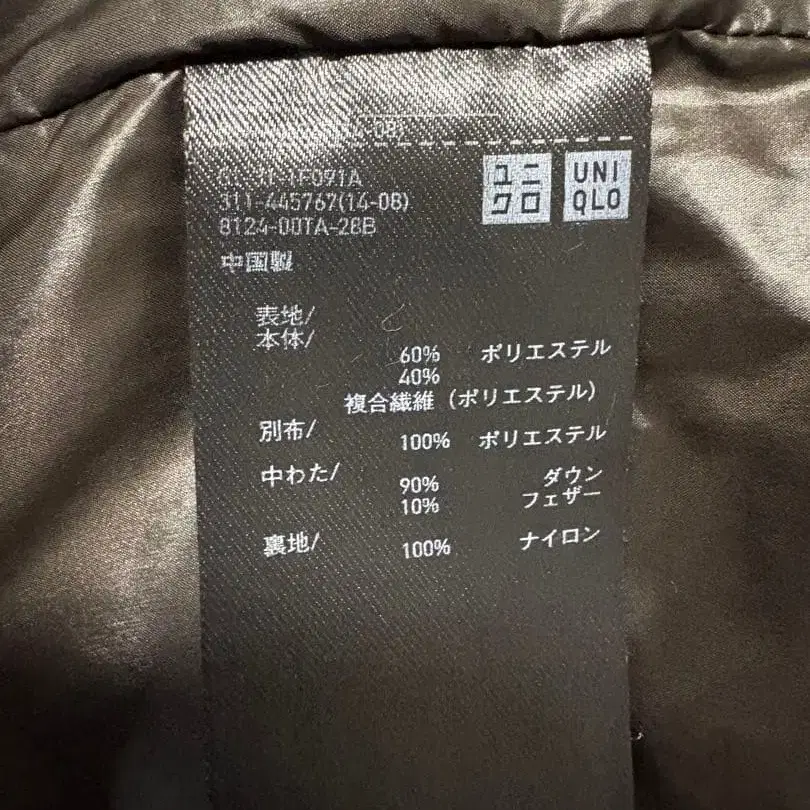 ユニクロ
UNIQLO
311-445767(14-08)
8124-00TA-28B
中国製
表地/
本体/
60% ポリエステル
40%
複合繊維(ポリエステル)
別布/
100% ポリエステル
中わた/
90% ダウン
10% フェザー
裏地/
100% ナイロン